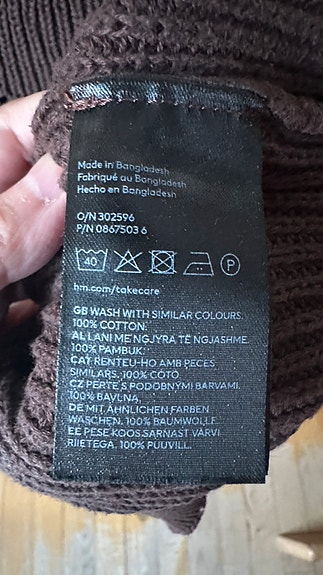 Made in Bangladesh
Fabriqué au Bangladesh
Hecho en Bangladesh
O/N 302596
P/N 0867503 6
40
P
hm.com/takecare
GB WASH WITH SIMILAR COLOURS.
100% COTTON.
AL LANI ME NGJYRA TË NGJASHME.
100% PAMBUK.
CAT RENTEU-HO AMB PECES
SIMILARS. 100% COTÓ
CZ PERTE S PODOBNÝMI BARVAMI.
100% BAVLNA.
DE MIT ÄHNLICHEN FARBEN
WASCHEN. 100% BAUMWOLLE
EE PESE KOOS SARNAST VÄRVI
RIIETEGA. 100% PUUVILL.